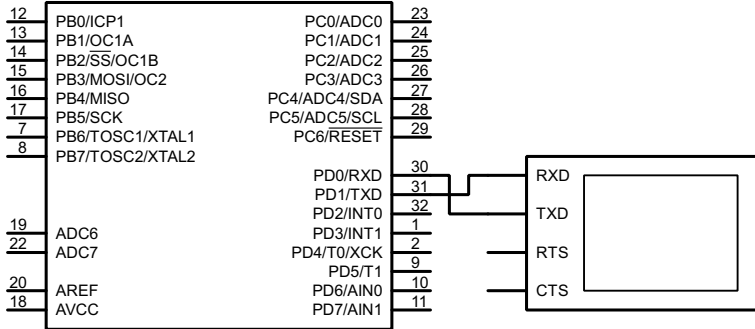 12 PB0/ICP1 PC0/ADC0 23
13 PB1/OC1A PC1/ADC1 24
14 PB2/SS/OC1B PC2/ADC2 25
15 PB3/MOSI/OC2 PC3/ADC3 26
16 PB4/MISO PC4/ADC4/SDA 27
17 PB5/SCK PC5/ADC5/SCL 28
7 PB6/TOSC1/XTAL1 PC6/RESET 29
8 PB7/TOSC2/XTAL2
PD0/RXD 30 RXD
PD1/TXD 31
PD2/INT0 32 TXD
19 ADC6 PD3/INT1 1
22 ADC7 PD4/T0/XCK 2 RTS
PD5/T1 9
20 AREF PD6/AIN0 10 CTS
18 AVCC PD7/AIN1 11